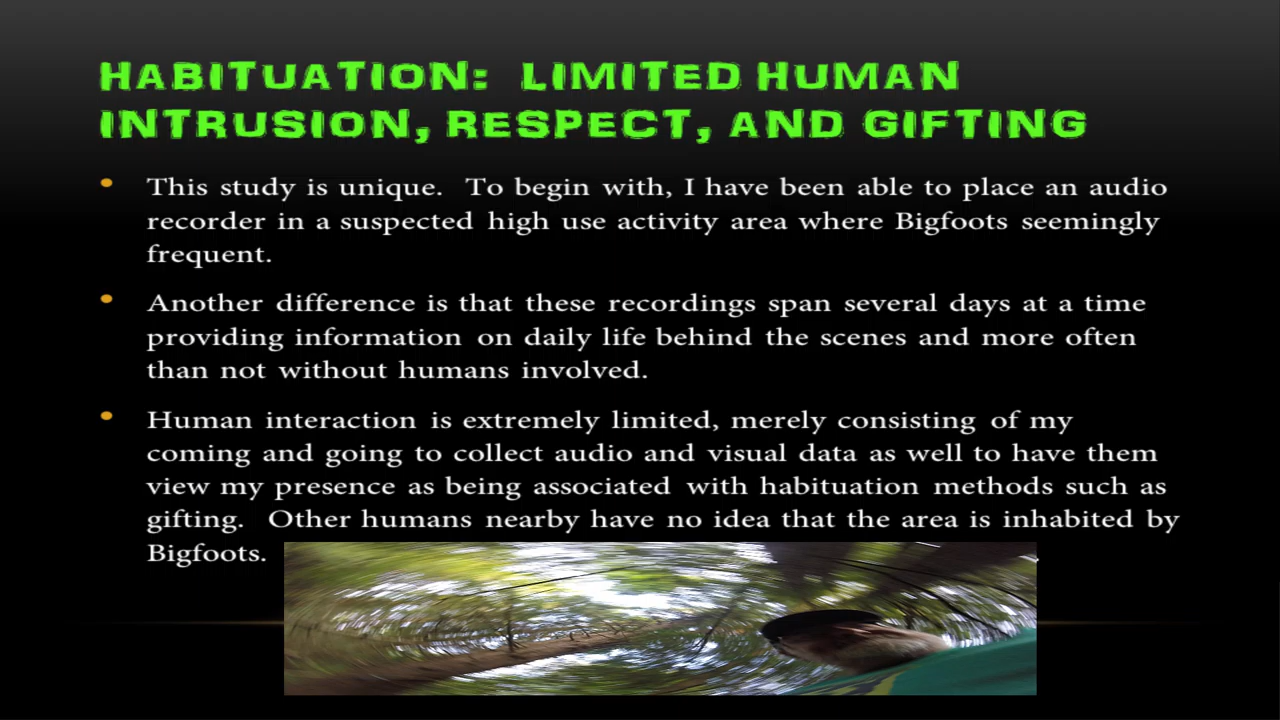 HABITUATION:  LIMITED HUMAN
INTRUSION, RESPECT, AND GIFTING
• This study is unique.  To begin with, I have been able to place an audio
recorder in a suspected high use activity area where Bigfoots seemingly
frequent.
• Another difference is that these recordings span several days at a time
providing information on daily life behind the scenes and more often
than not without humans involved.
• Human interaction is extremely limited, merely consisting of my
coming and going to collect audio and visual data as well to have them
view my presence as being associated with habituation methods such as
gifting.  Other humans nearby have no idea that the area is inhabited by
Bigfoots.